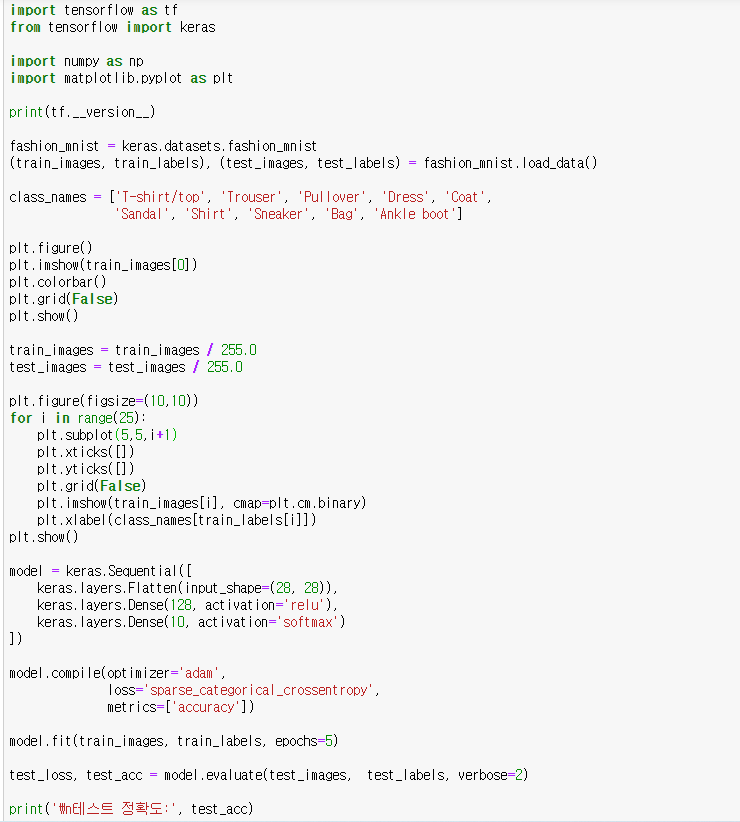 import tensorflow as tf
from tensorflow import keras
import numpy as np
import matplotlib.pyplot as plt
print(tf.__version__)
fashion_mnist = keras.datasets.fashion_mnist
(train_images, train_labels), (test_images, test_labels) = fashion_mnist.load_data()
class_names = ['T-shirt/top', 'Trouser', 'Pullover', 'Dress', 'Coat',
               'Sandal', 'Shirt', 'Sneaker', 'Bag', 'Ankle boot']
plt.figure()
plt.imshow(train_images[0])
plt.colorbar()
plt.grid(False)
plt.show()
train_images = train_images / 255.0
test_images = test_images / 255.0
plt.figure(figsize=(10,10))
for i in range(25):
    plt.subplot(5,5,i+1)
    plt.xticks([])
    plt.yticks([])
    plt.grid(False)
    plt.imshow(train_images[i], cmap=plt.cm.binary)
    plt.xlabel(class_names[train_labels[i]])
plt.show()
model = keras.Sequential([
    keras.layers.Flatten(input_shape=(28, 28)),
    keras.layers.Dense(128, activation='relu'),
    keras.layers.Dense(10, activation='softmax')
])
model.compile(optimizer='adam',
              loss='sparse_categorical_crossentropy',
              metrics=['accuracy'])
model.fit(train_images, train_labels, epochs=5)
test_loss, test_acc = model.evaluate(test_images,  test_labels, verbose=2)
print('₩n테스트 정확도:', test_acc)